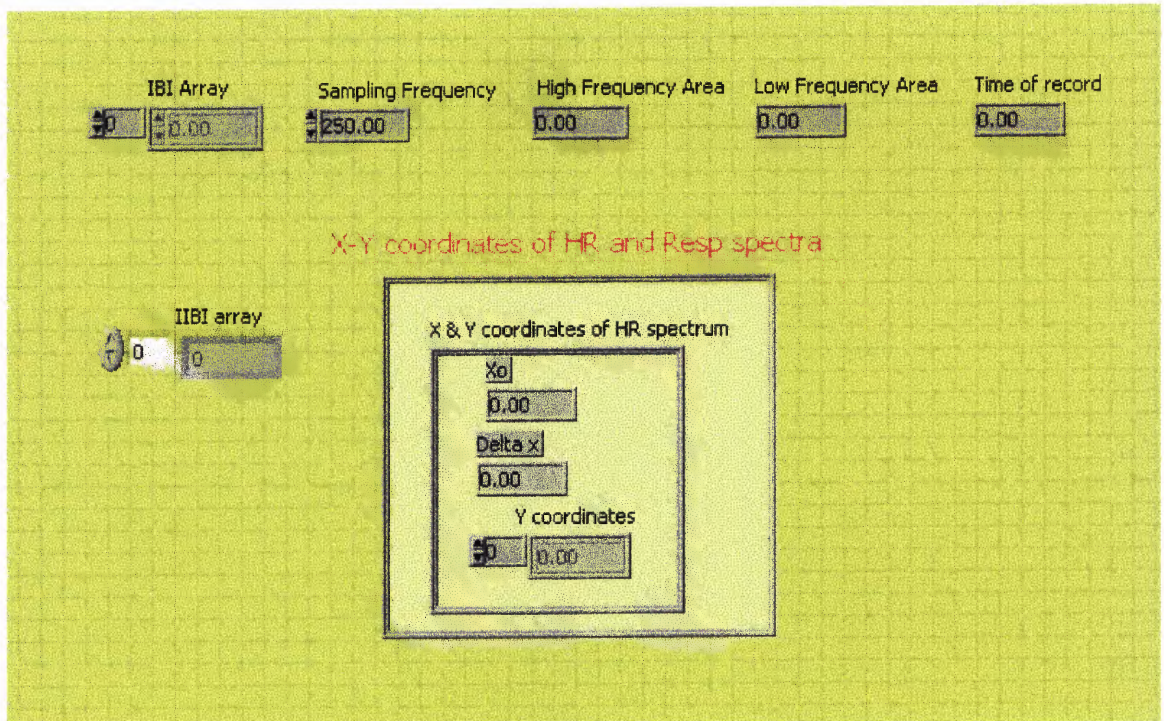 IBI Array Sampling Frequency High Frequency Area Low Frequency Area Time of record
0 0.00 250.00 0.00 0.00 0.00
X-Y coordinates of HR and Resp spectra
IIBI array
0 0
X & Y coordinates of HR spectrum
Xo
0.00
Delta x
0.00
Y coordinates
0 0.00